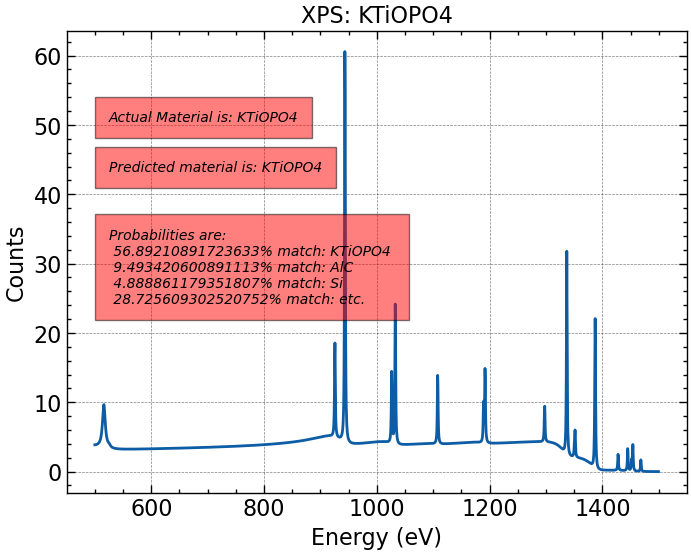 XPS: KTiOPO4
60
50
40
30
20
10
0
Counts
Actual Material is: KTiOPO4
Predicted material is: KTiOPO4
Probabilities are:
56.89210891723633% match: KTiOPO4
9.493420600891113% match: AlC
4.888861179351807% match: Si
28.725609302520752% match: etc.
600 800 1000 1200 1400
Energy (eV)